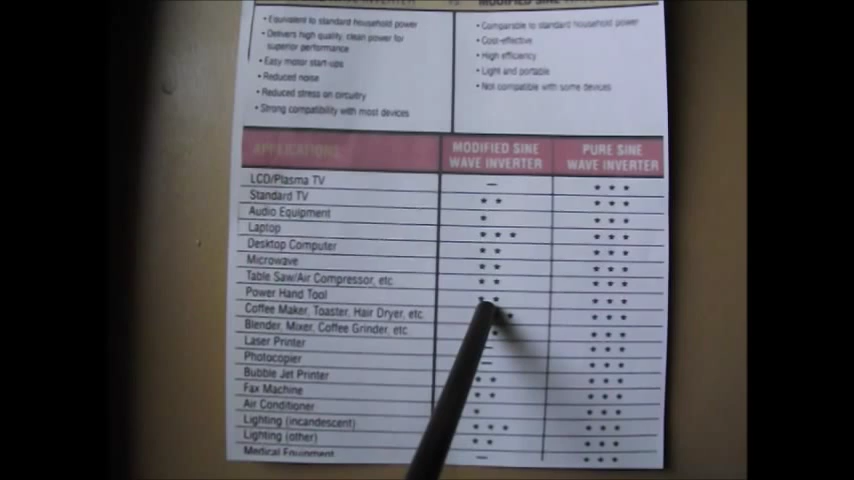 MODIFIED SINE
• Equivalent to standard household power
• Delivers high quality, clean power for
superior performance
• Easy motor start-ups
• Reduced noise
• Reduced stress on circuitry
• Strong compatibility with most devices
• Comparable to standard household power
• Cost-effective
• High efficiency
• Light and portable
• Not compatible with some devices
APPLICATIONS
MODIFIED SINE
WAVE INVERTER
PURE SINE
WAVE INVERTER
LCD/Plasma TV — * * *
Standard TV * * * * *
Audio Equipment * * * *
Laptop * * * * * *
Desktop Computer * * * * *
Microwave * * * * *
Table Saw/Air Compressor, etc * * * * *
Power Hand Tool * * * * *
Coffee Maker, Toaster, Hair Dryer, etc * * * *
Blender, Mixer, Coffee Grinder, etc * * * *
Laser Printer — * * *
Photocopier — * * *
Bubble Jet Printer * * * * *
Fax Machine * * * * *
Air Conditioner * * * *
Lighting (incandescent) * * * * * *
Lighting (other) * * * * *
Medical Equipment — * * *